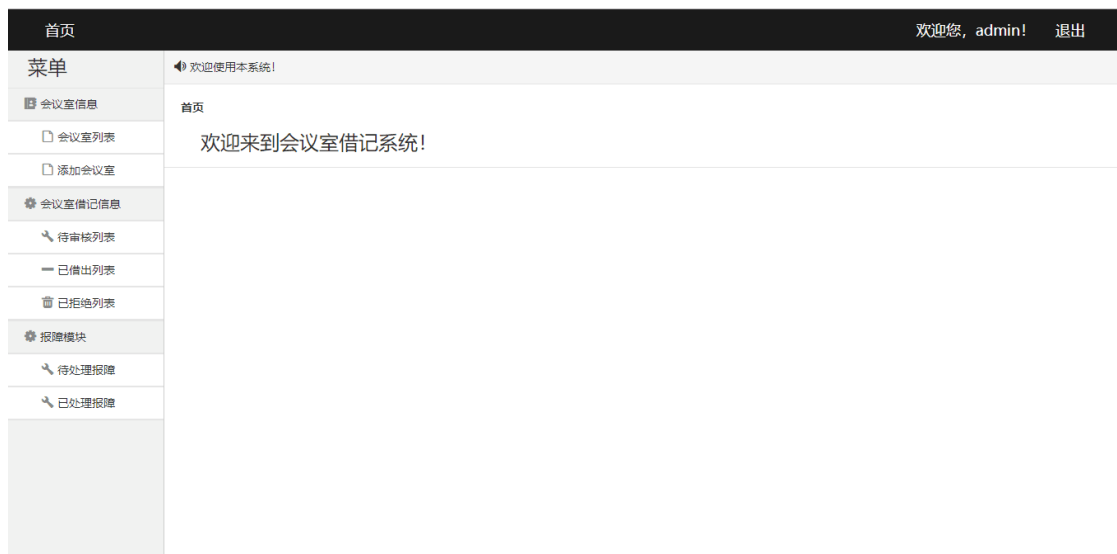 首页
欢迎您，admin！ 退出
菜单
欢迎使用本系统！
会议室信息
首页
会议室列表
欢迎来到会议室借记系统！
添加会议室
会议室借记信息
待审核列表
已借出列表
已拒绝列表
报障模块
待处理报障
已处理报障